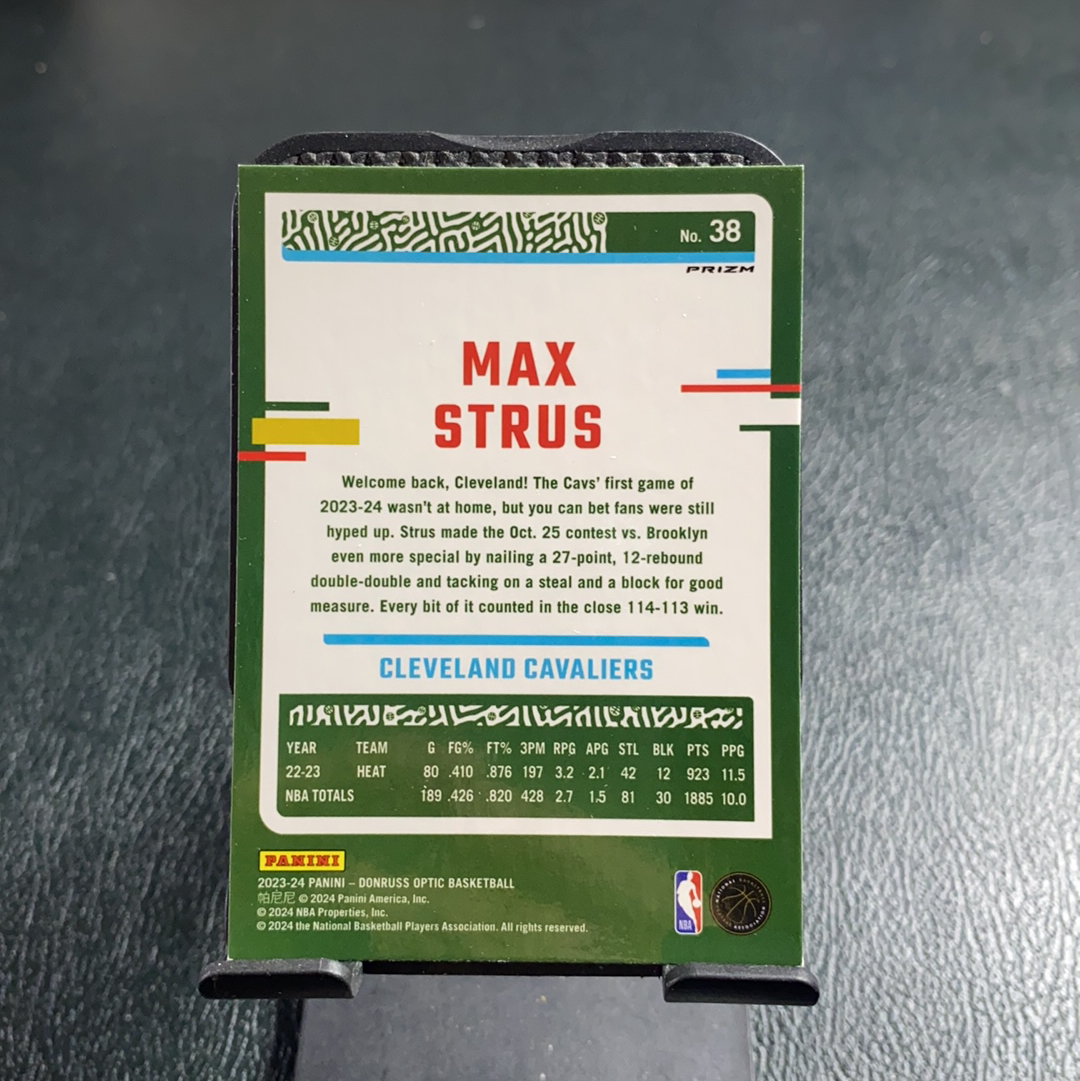 No. 38
PRIZM
MAX
STRUS
Welcome back, Cleveland! The Cavs' first game of
2023-24 wasn't at home, but you can bet fans were still
hyped up. Strus made the Oct. 25 contest vs. Brooklyn
even more special by nailing a 27-point, 12-rebound
double-double and tacking on a steal and a block for good
measure. Every bit of it counted in the close 114-113 win.
CLEVELAND CAVALIERS
YEAR TEAM G FG% FT% 3PM RPG APG STL BLK PTS PPG
22-23 HEAT 80 .410 .876 197 3.2 2.1 42 12 923 11.5
NBA TOTALS 189 .426 .820 428 2.7 1.5 81 30 1885 10.0
PANINI
2023-24 PANINI – DONRUSS OPTIC BASKETBALL
帕尼尼 © 2024 Panini America, Inc.
© 2024 NBA Properties, Inc.
© 2024 the National Basketball Players Association. All rights reserved.
NBA